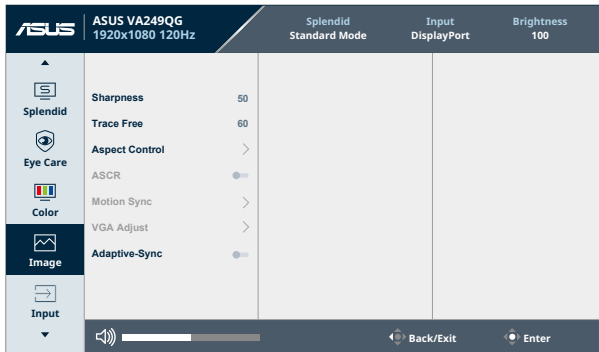 ASUS
ASUS VA249QG
1920x1080 120Hz
Splendid
Standard Mode
Input
DisplayPort
Brightness
100
Splendid
Eye Care
Color
Image
Input
Sharpness 50
Trace Free 60
Aspect Control
ASCR
Motion Sync
VGA Adjust
Adaptive-Sync
Back/Exit
Enter